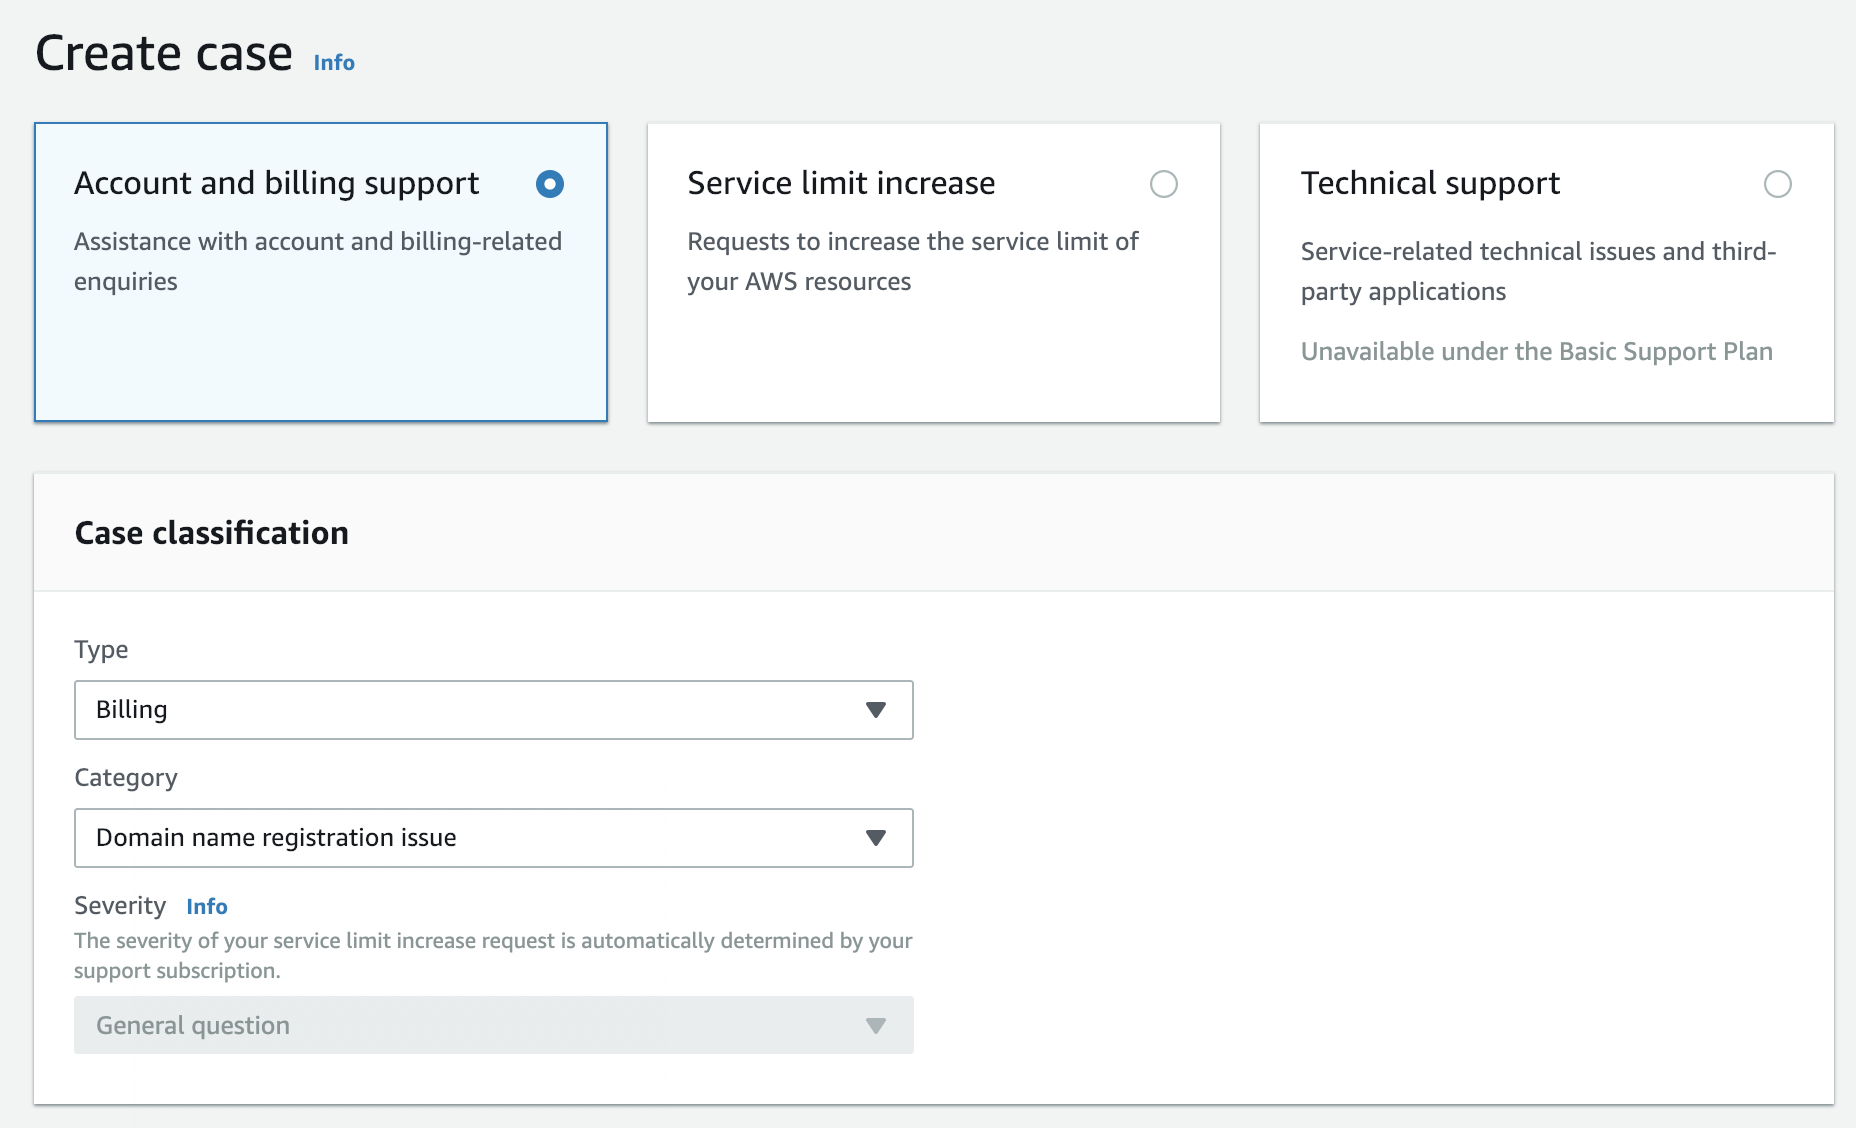 Create case Info
Account and billing support
Assistance with account and billing-related
enquiries
Service limit increase
Requests to increase the service limit of
your AWS resources
Technical support
Service-related technical issues and third-
party applications
Unavailable under the Basic Support Plan
Case classification
Type
Billing
Category
Domain name registration issue
Severity Info
The severity of your service limit increase request is automatically determined by your
support subscription.
General question